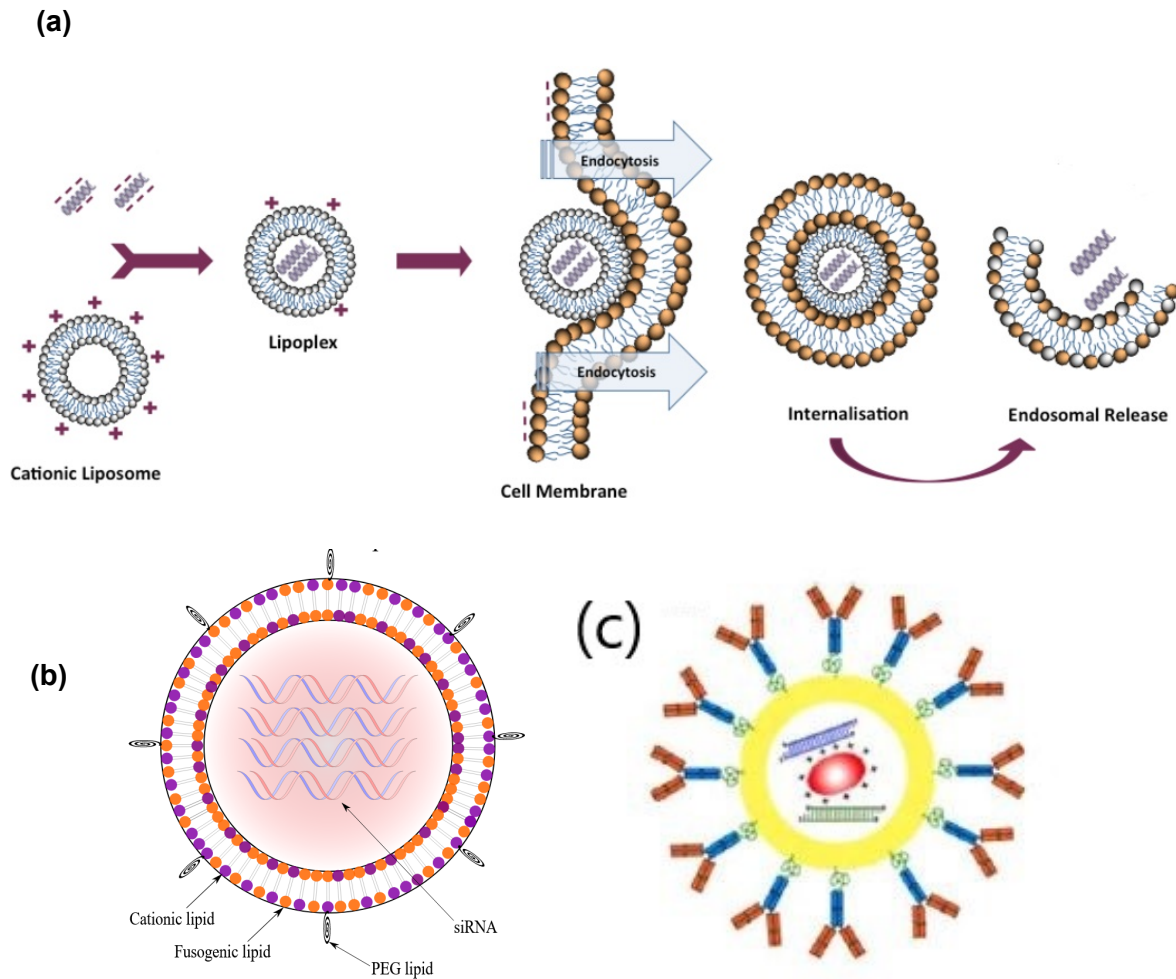 (a)
Endocytosis
Lipoplex
Endocytosis
Internalisation
Endosomal Release
Cationic Liposome
Cell Membrane
(b)
(c)
Cationic lipid
Fusogenic lipid
siRNA
PEG lipid